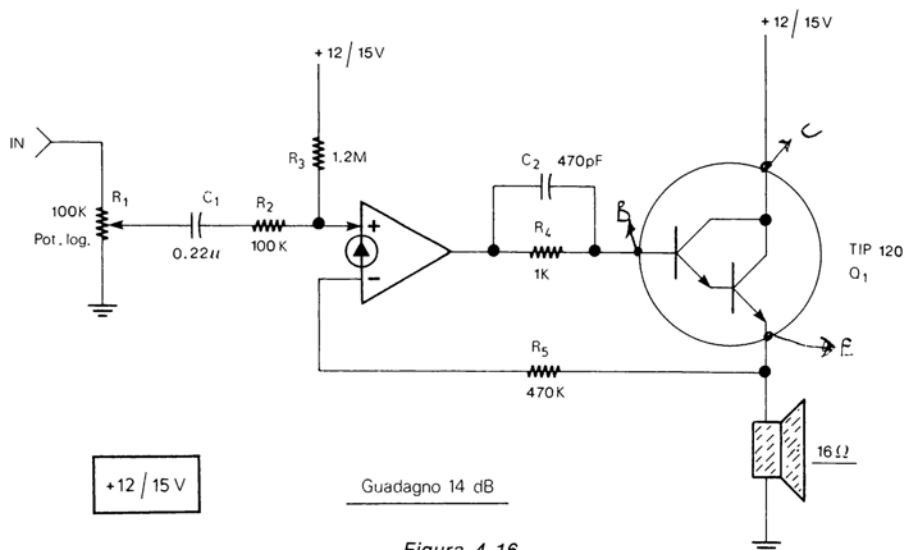 +12/15V
+12/15V
IN
R1
100K
Pot. log.
C1
0.22µ
R2
100K
R3
1.2M
+
-
C2
470pF
R4
1K
B
C
TIP 120
Q1
E
R5
470K
16Ω
+12/15V
Guadagno 14 dB
Figura 4-16